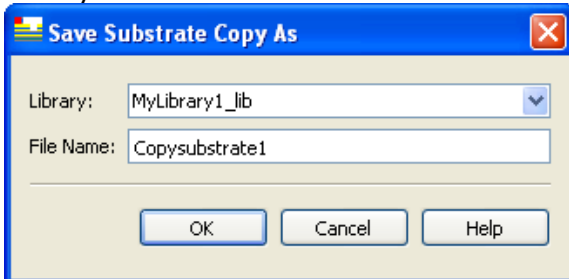 Save Substrate Copy As
Library: MyLibrary1_lib
File Name: Copysubstrate1
OK Cancel Help